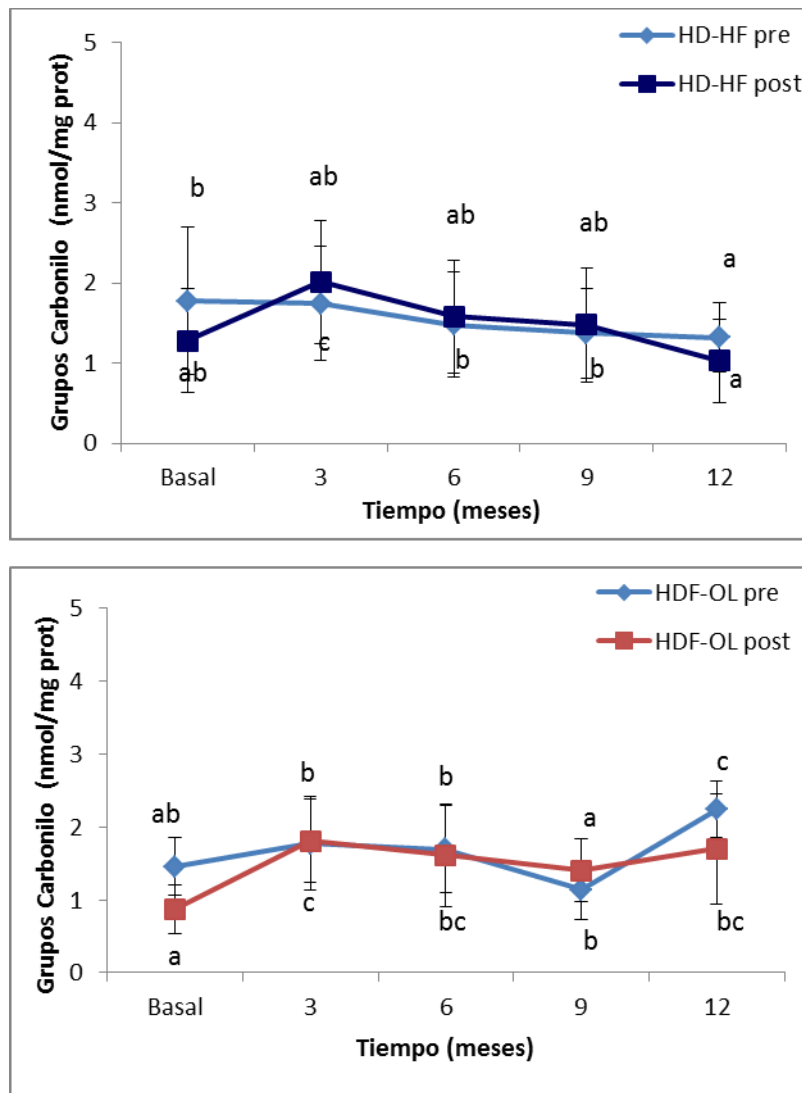 5
4
3
2
1
0
Grupos Carbonilo (nmol/mg prot)
HD-HF pre
HD-HF post
b
ab
ab
ab
a
ab
c
b
b
a
Basal 3 6 9 12
Tiempo (meses)
5
4
3
2
1
0
Grupos Carbonilo (nmol/mg prot)
HDF-OL pre
HDF-OL post
ab
b
b
a
c
a
c
bc
b
bc
Basal 3 6 9 12
Tiempo (meses)